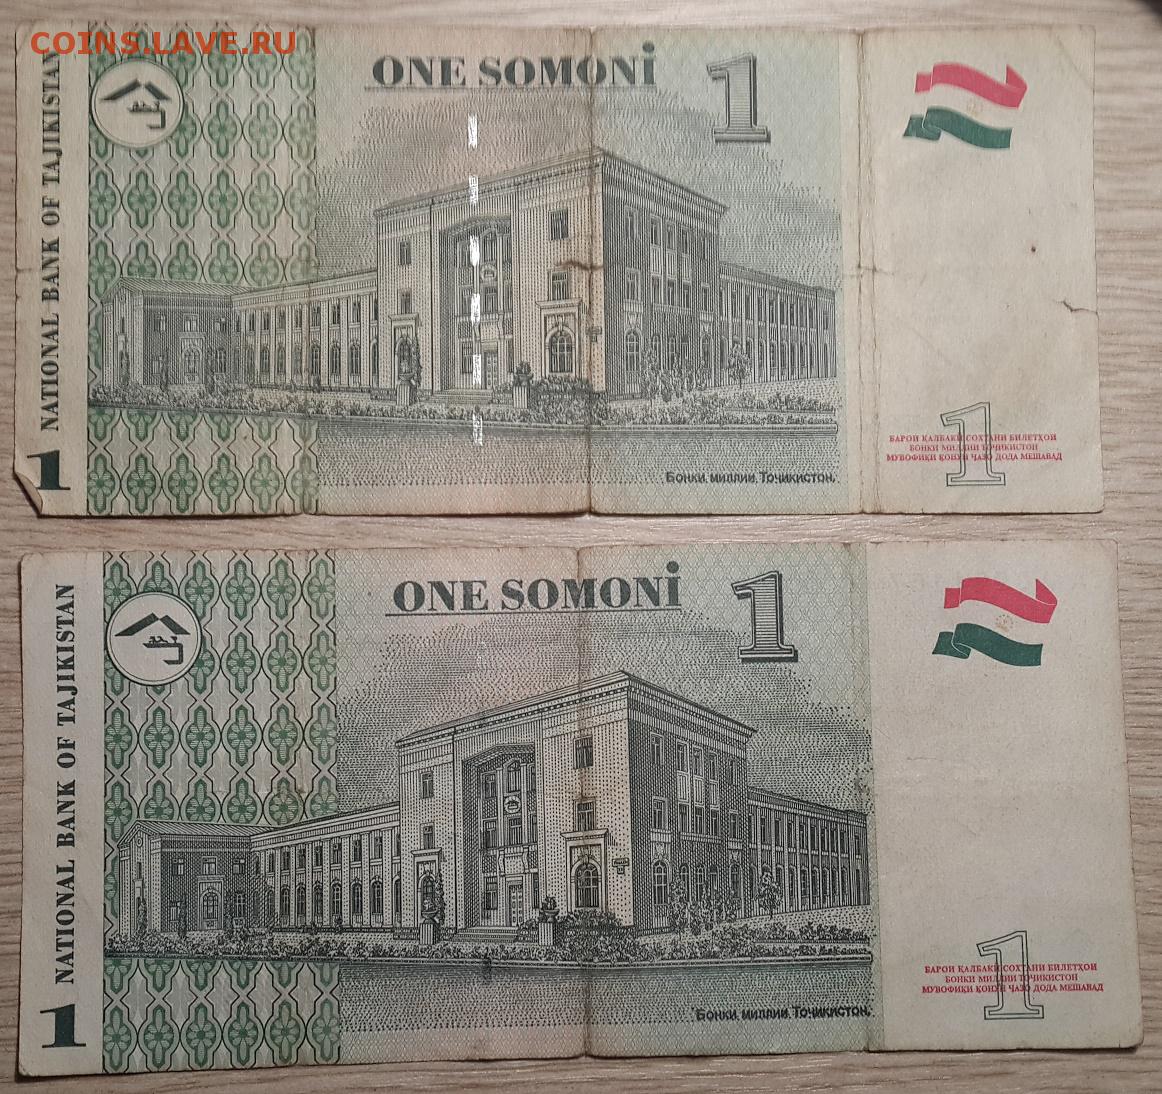 COINS.LAVE.RU
NATIONAL BANK OF TAJIKISTAN
1
ONE SOMONİ
1
БАРОИ ҚАЛБАКӢ СОХТАНИ БИЛЕТҲОИ
БОНКИ МИЛЛИИ ТОҶИКИСТОН
МУВОФИҚИ ҚОНУН ҶАЗО ДОДА МЕШАВАД
1
Бонки миллии Тоҷикистон.
NATIONAL BANK OF TAJIKISTAN
1
ONE SOMONİ
1
БАРОИ ҚАЛБАКӢ СОХТАНИ БИЛЕТҲОИ
БОНКИ МИЛЛИИ ТОҶИКИСТОН
МУВОФИҚИ ҚОНУН ҶАЗО ДОДА МЕШАВАД
1
Бонки миллии Тоҷикистон.